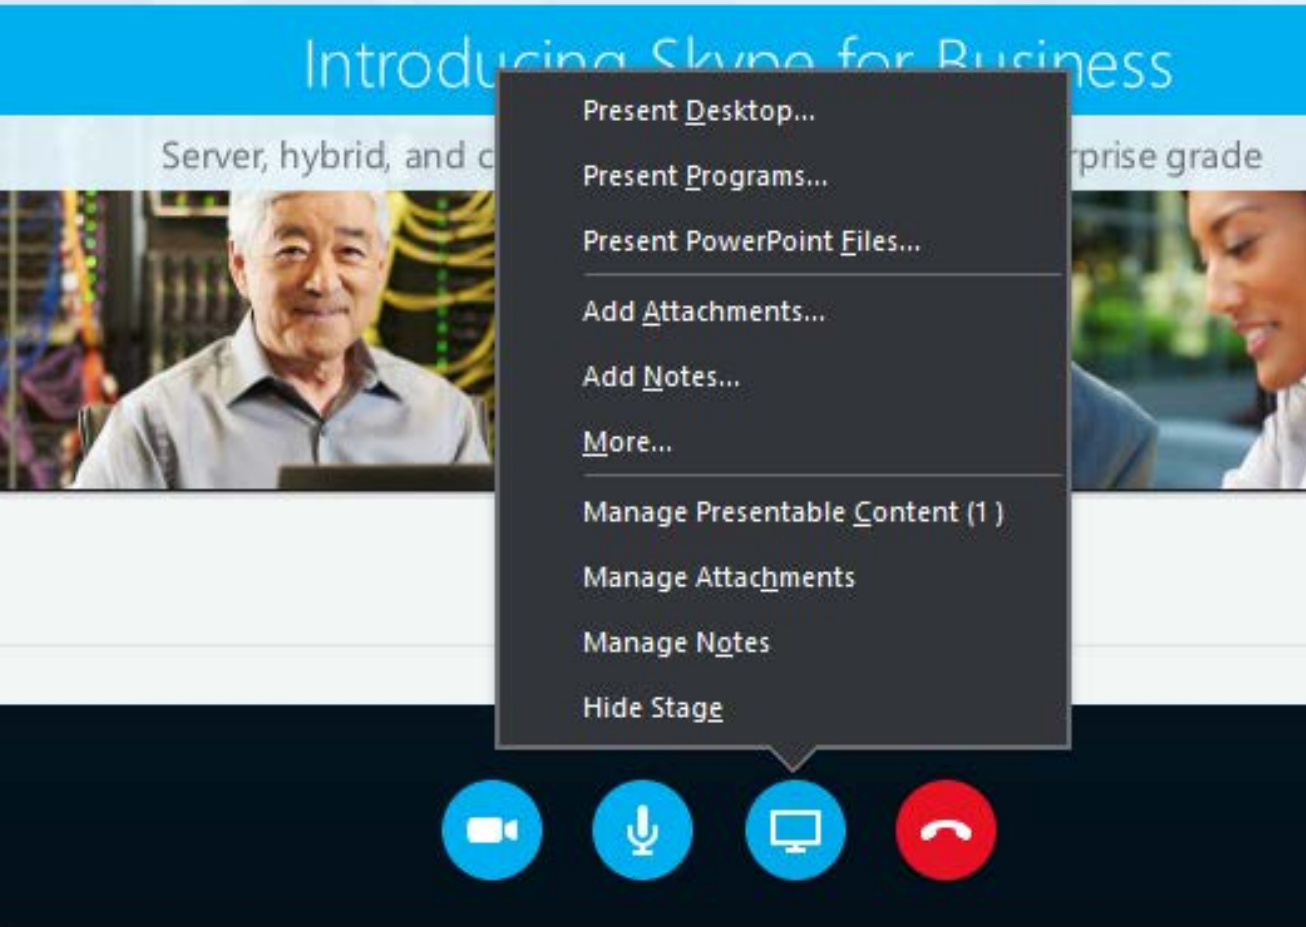 Introducing Skype for Business
Server, hybrid, and
grade
Present Desktop...
Present Programs...
Present PowerPoint Files...
Add Attachments...
Add Notes...
More...
Manage Presentable Content (1 )
Manage Attachments
Manage Notes
Hide Stage